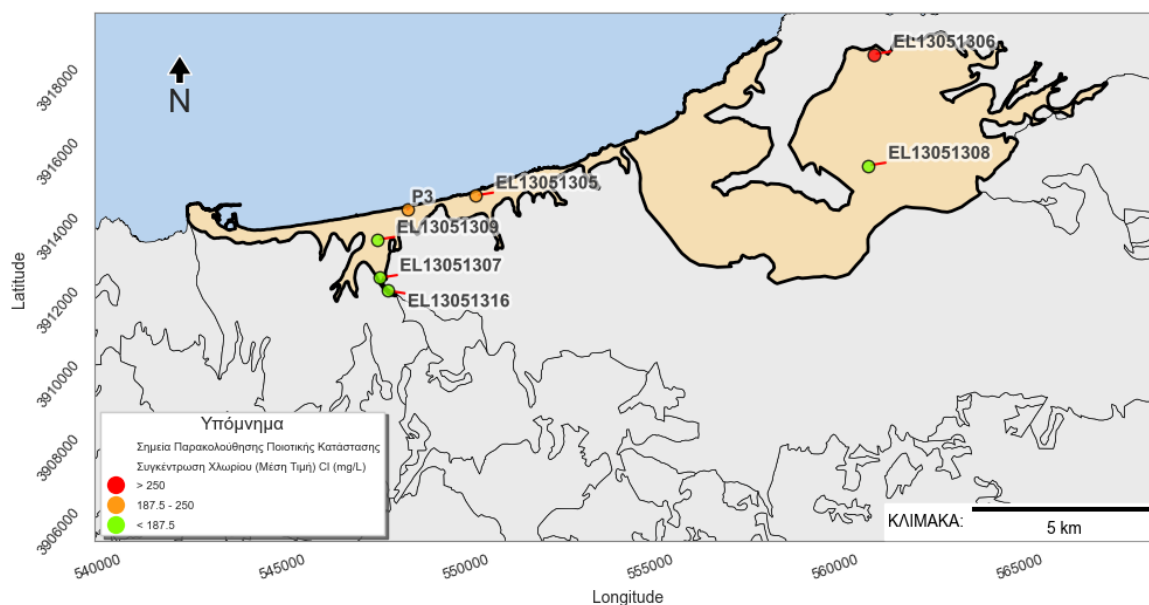 EL13051306
3918000
N
3916000
EL13051308
EL13051305
P3
3914000
EL13051309
EL13051307
Latitude
3912000
EL13051316
3910000
Υπόμνημα
Σημεία Παρακολούθησης Ποιοτικής Κατάστασης
3908000
Συγκέντρωση Χλωρίου (Μέση Τιμή) Cl (mg/L)
> 250
187.5 - 250
< 187.5
3906000
ΚΛΙΜΑΚΑ:
5 km
540000
545000
550000
555000
560000
565000
Longitude